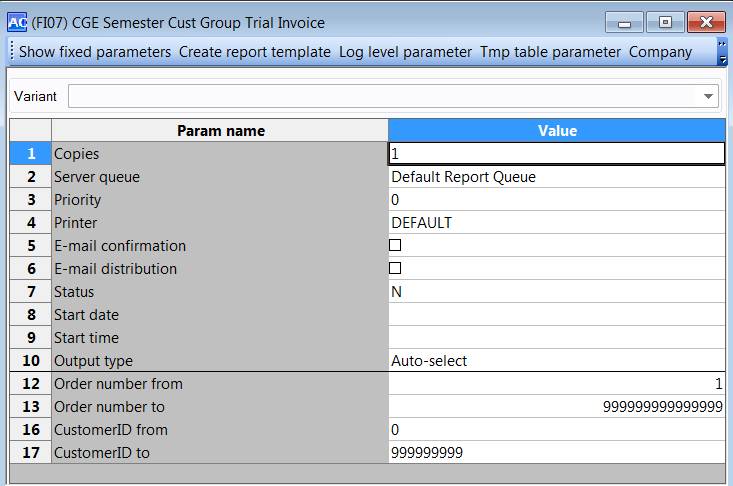 AC (FI07) CGE Semester Cust Group Trial Invoice
Show fixed parameters Create report template Log level parameter Tmp table parameter Company
Variant
Param name Value
1 Copies 1
2 Server queue Default Report Queue
3 Priority 0
4 Printer DEFAULT
5 E-mail confirmation
6 E-mail distribution
7 Status N
8 Start date
9 Start time
10 Output type Auto-select
12 Order number from 1
13 Order number to 999999999999999
16 CustomerID from 0
17 CustomerID to 999999999